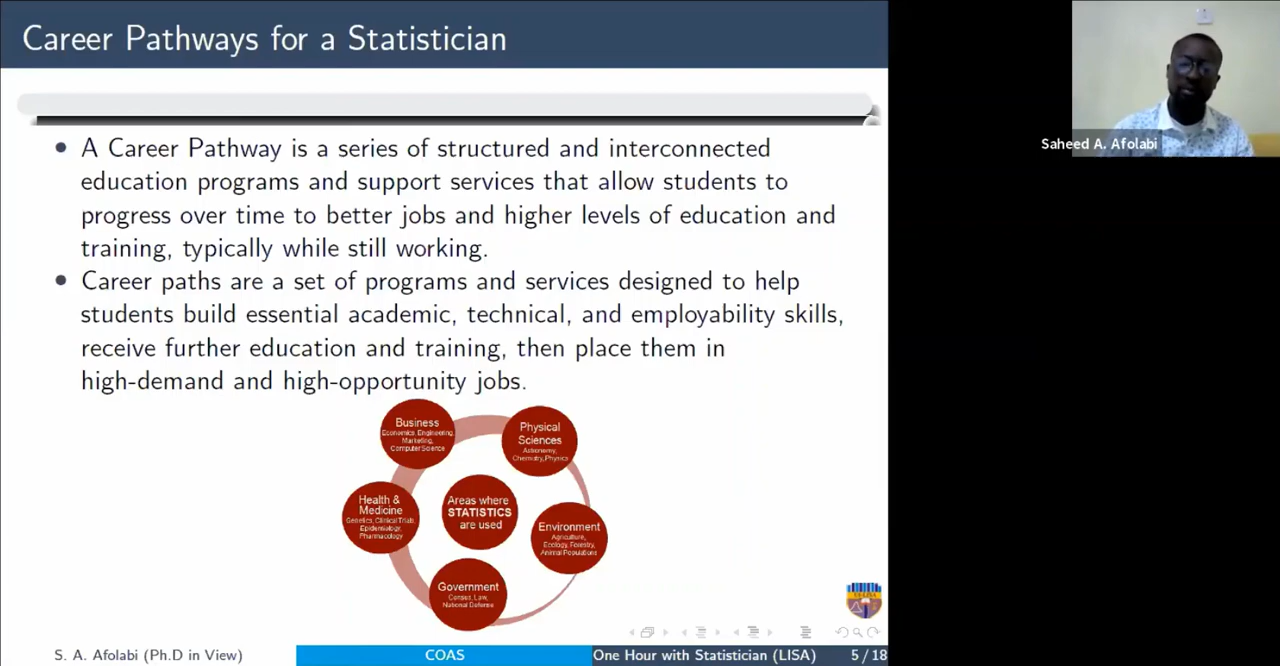 Career Pathways for a Statistician
A Career Pathway is a series of structured and interconnected
education programs and support services that allow students to
progress over time to better jobs and higher levels of education and
training, typically while still working.
Career paths are a set of programs and services designed to help
students build essential academic, technical, and employability skills,
receive further education and training, then place them in
high-demand and high-opportunity jobs.
Business
Economics, Engineering,
Marketing,
Computer Science
Physical
Sciences
Astronomy,
Chemistry, Physics
Health &
Medicine
Genetics, Clinical Trials,
Epidemiology,
Pharmacology
Areas where
STATISTICS
are used
Environment
Agriculture,
Ecology, Forestry,
Animal Populations
Government
Census, Law,
National Defense
S. A. Afolabi (Ph.D in View)
COAS
One Hour with Statistician (LISA)
5 / 18
Saheed A. Afolabi